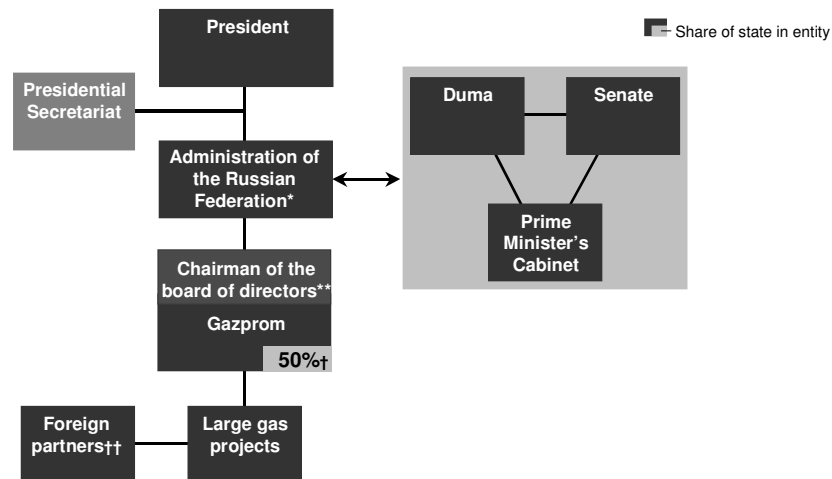 President
Share of state in entity
Presidential
Secretariat
Duma
Senate
Administration of
the Russian
Federation*
Prime
Minister’s
Cabinet
Chairman of the
board of directors**
Gazprom
50%†
Foreign
partners††
Large gas
projects